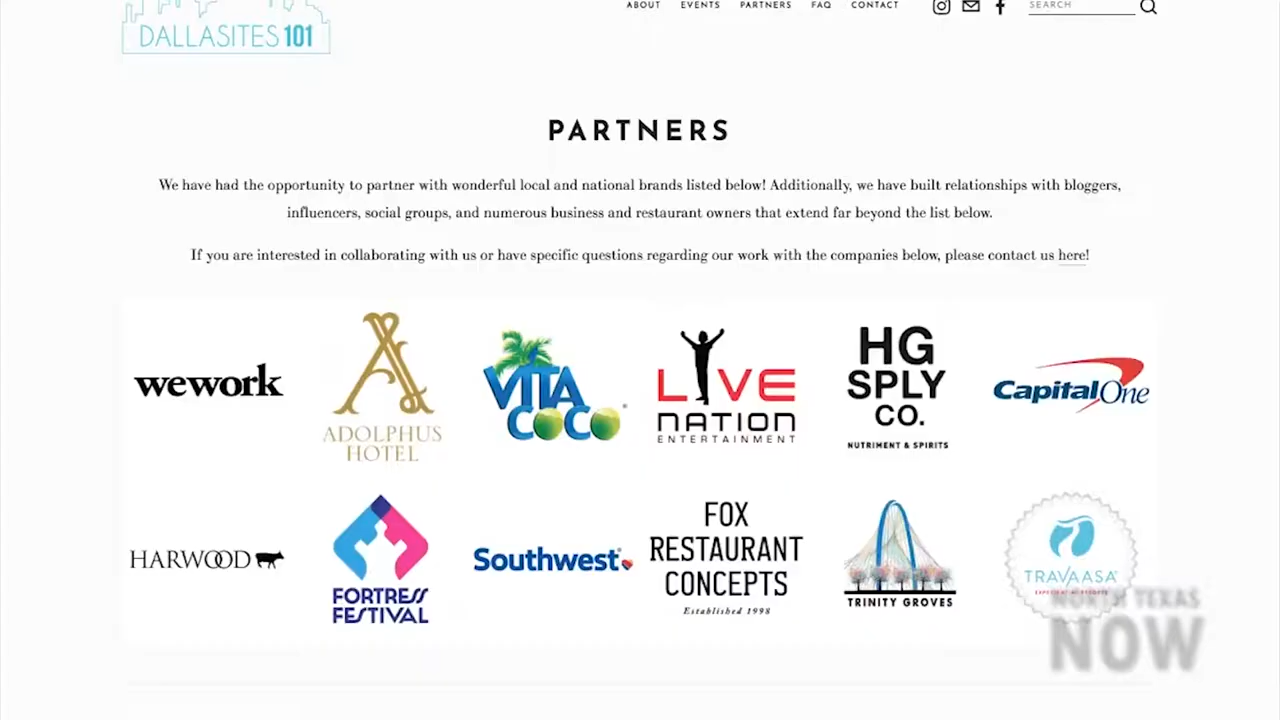 ABOUT EVENTS PARTNERS FAQ CONTACT SEARCH
DALLASITES 101
PARTNERS
We have had the opportunity to partner with wonderful local and national brands listed below! Additionally, we have built relationships with bloggers,
influencers, social groups, and numerous business and restaurant owners that extend far beyond the list below.
If you are interested in collaborating with us or have specific questions regarding our work with the companies below, please contact us here!
wework
ADOLPHUS
HOTEL
VITA
COCO
LIVE
NATION
ENTERTAINMENT
HG
SPLY
CO.
NUTRIMENT & SPIRITS
Capital One
HARWOOD
FORTRESS
FESTIVAL
Southwest
FOX
RESTAURANT
CONCEPTS
Established 1998
TRINITY GROVES
TRAVAASA
NORTH TEXAS
NOW